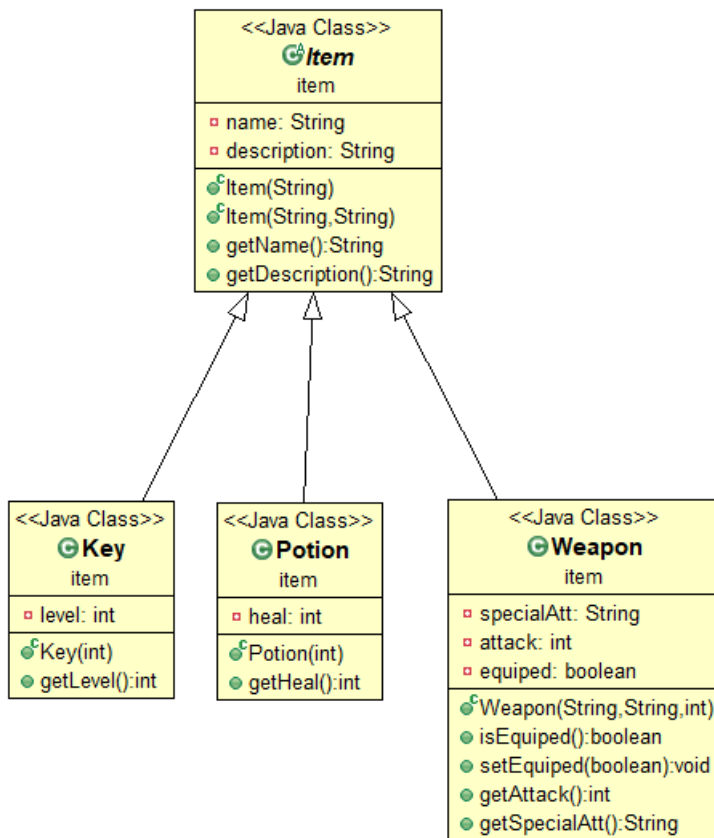 <<Java Class>>
Item
item
name: String
description: String
Item(String)
Item(String,String)
getName():String
getDescription():String
<<Java Class>>
Key
item
level: int
Key(int)
getLevel():int
<<Java Class>>
Potion
item
heal: int
Potion(int)
getHeal():int
<<Java Class>>
Weapon
item
specialAtt: String
attack: int
equiped: boolean
Weapon(String,String,int)
isEquiped():boolean
setEquiped(boolean):void
getAttack():int
getSpecialAtt():String